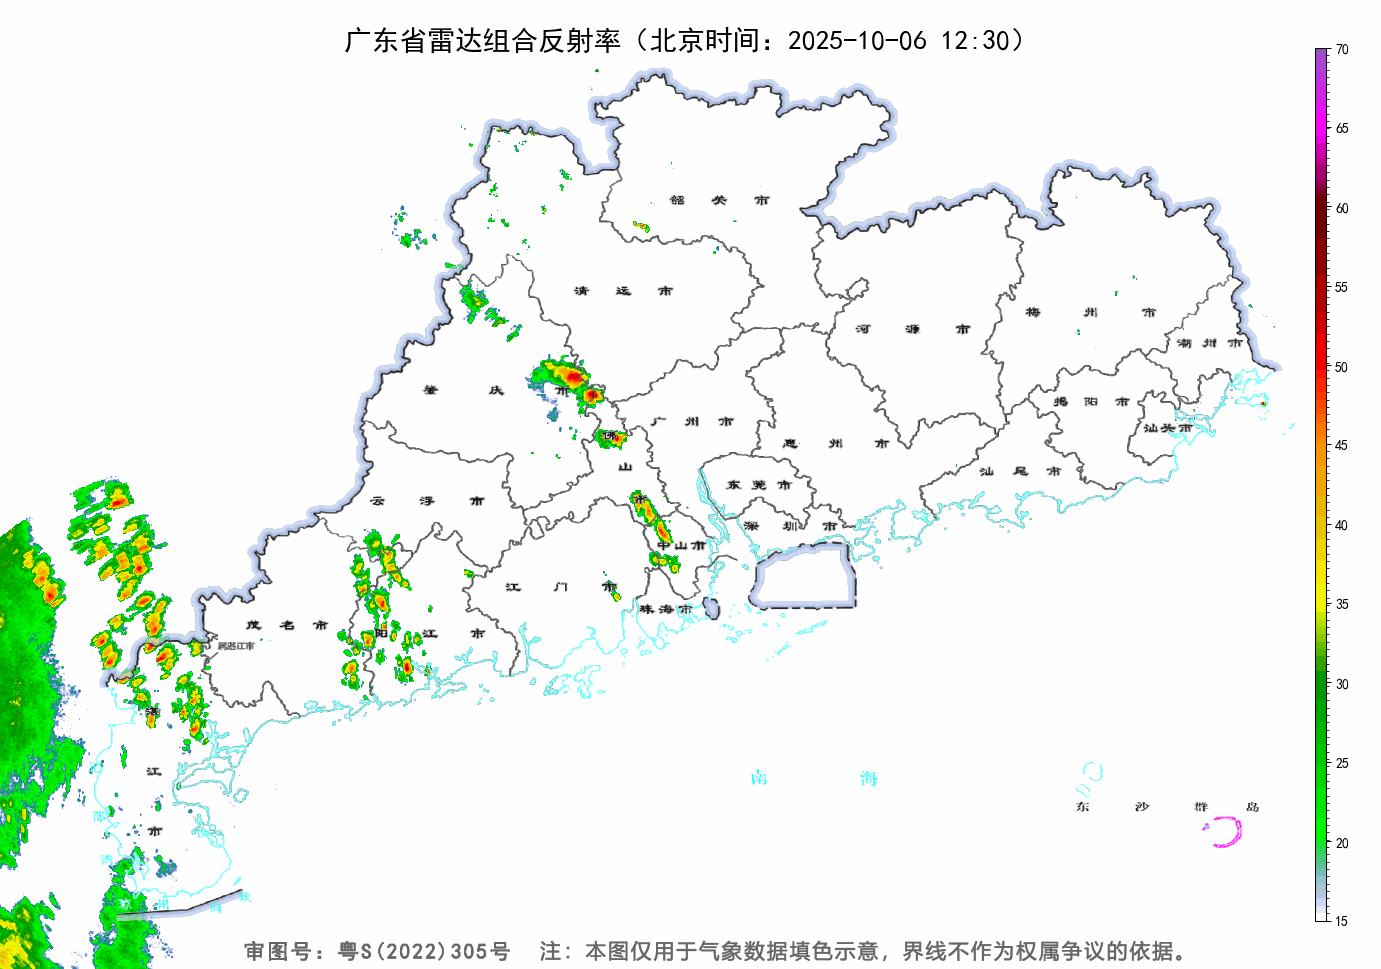 广东省雷达组合反射率（北京时间：2025-10-06 12:30）
70
65
60
55
50
45
40
35
30
25
20
15
韶关市
清远市
河源市
梅州市
潮州市
肇庆市
广州市
揭阳市
汕头市
惠州市
佛山市
汕尾市
东莞市
云浮市
深圳市
中山市
江门市
珠海市
茂名市
阳江市
属湛江市
湛江市
南海
东沙群岛
湾
州
海峡
审图号：粤S(2022)305号 注：本图仅用于气象数据填色示意，界线不作为权属争议的依据。